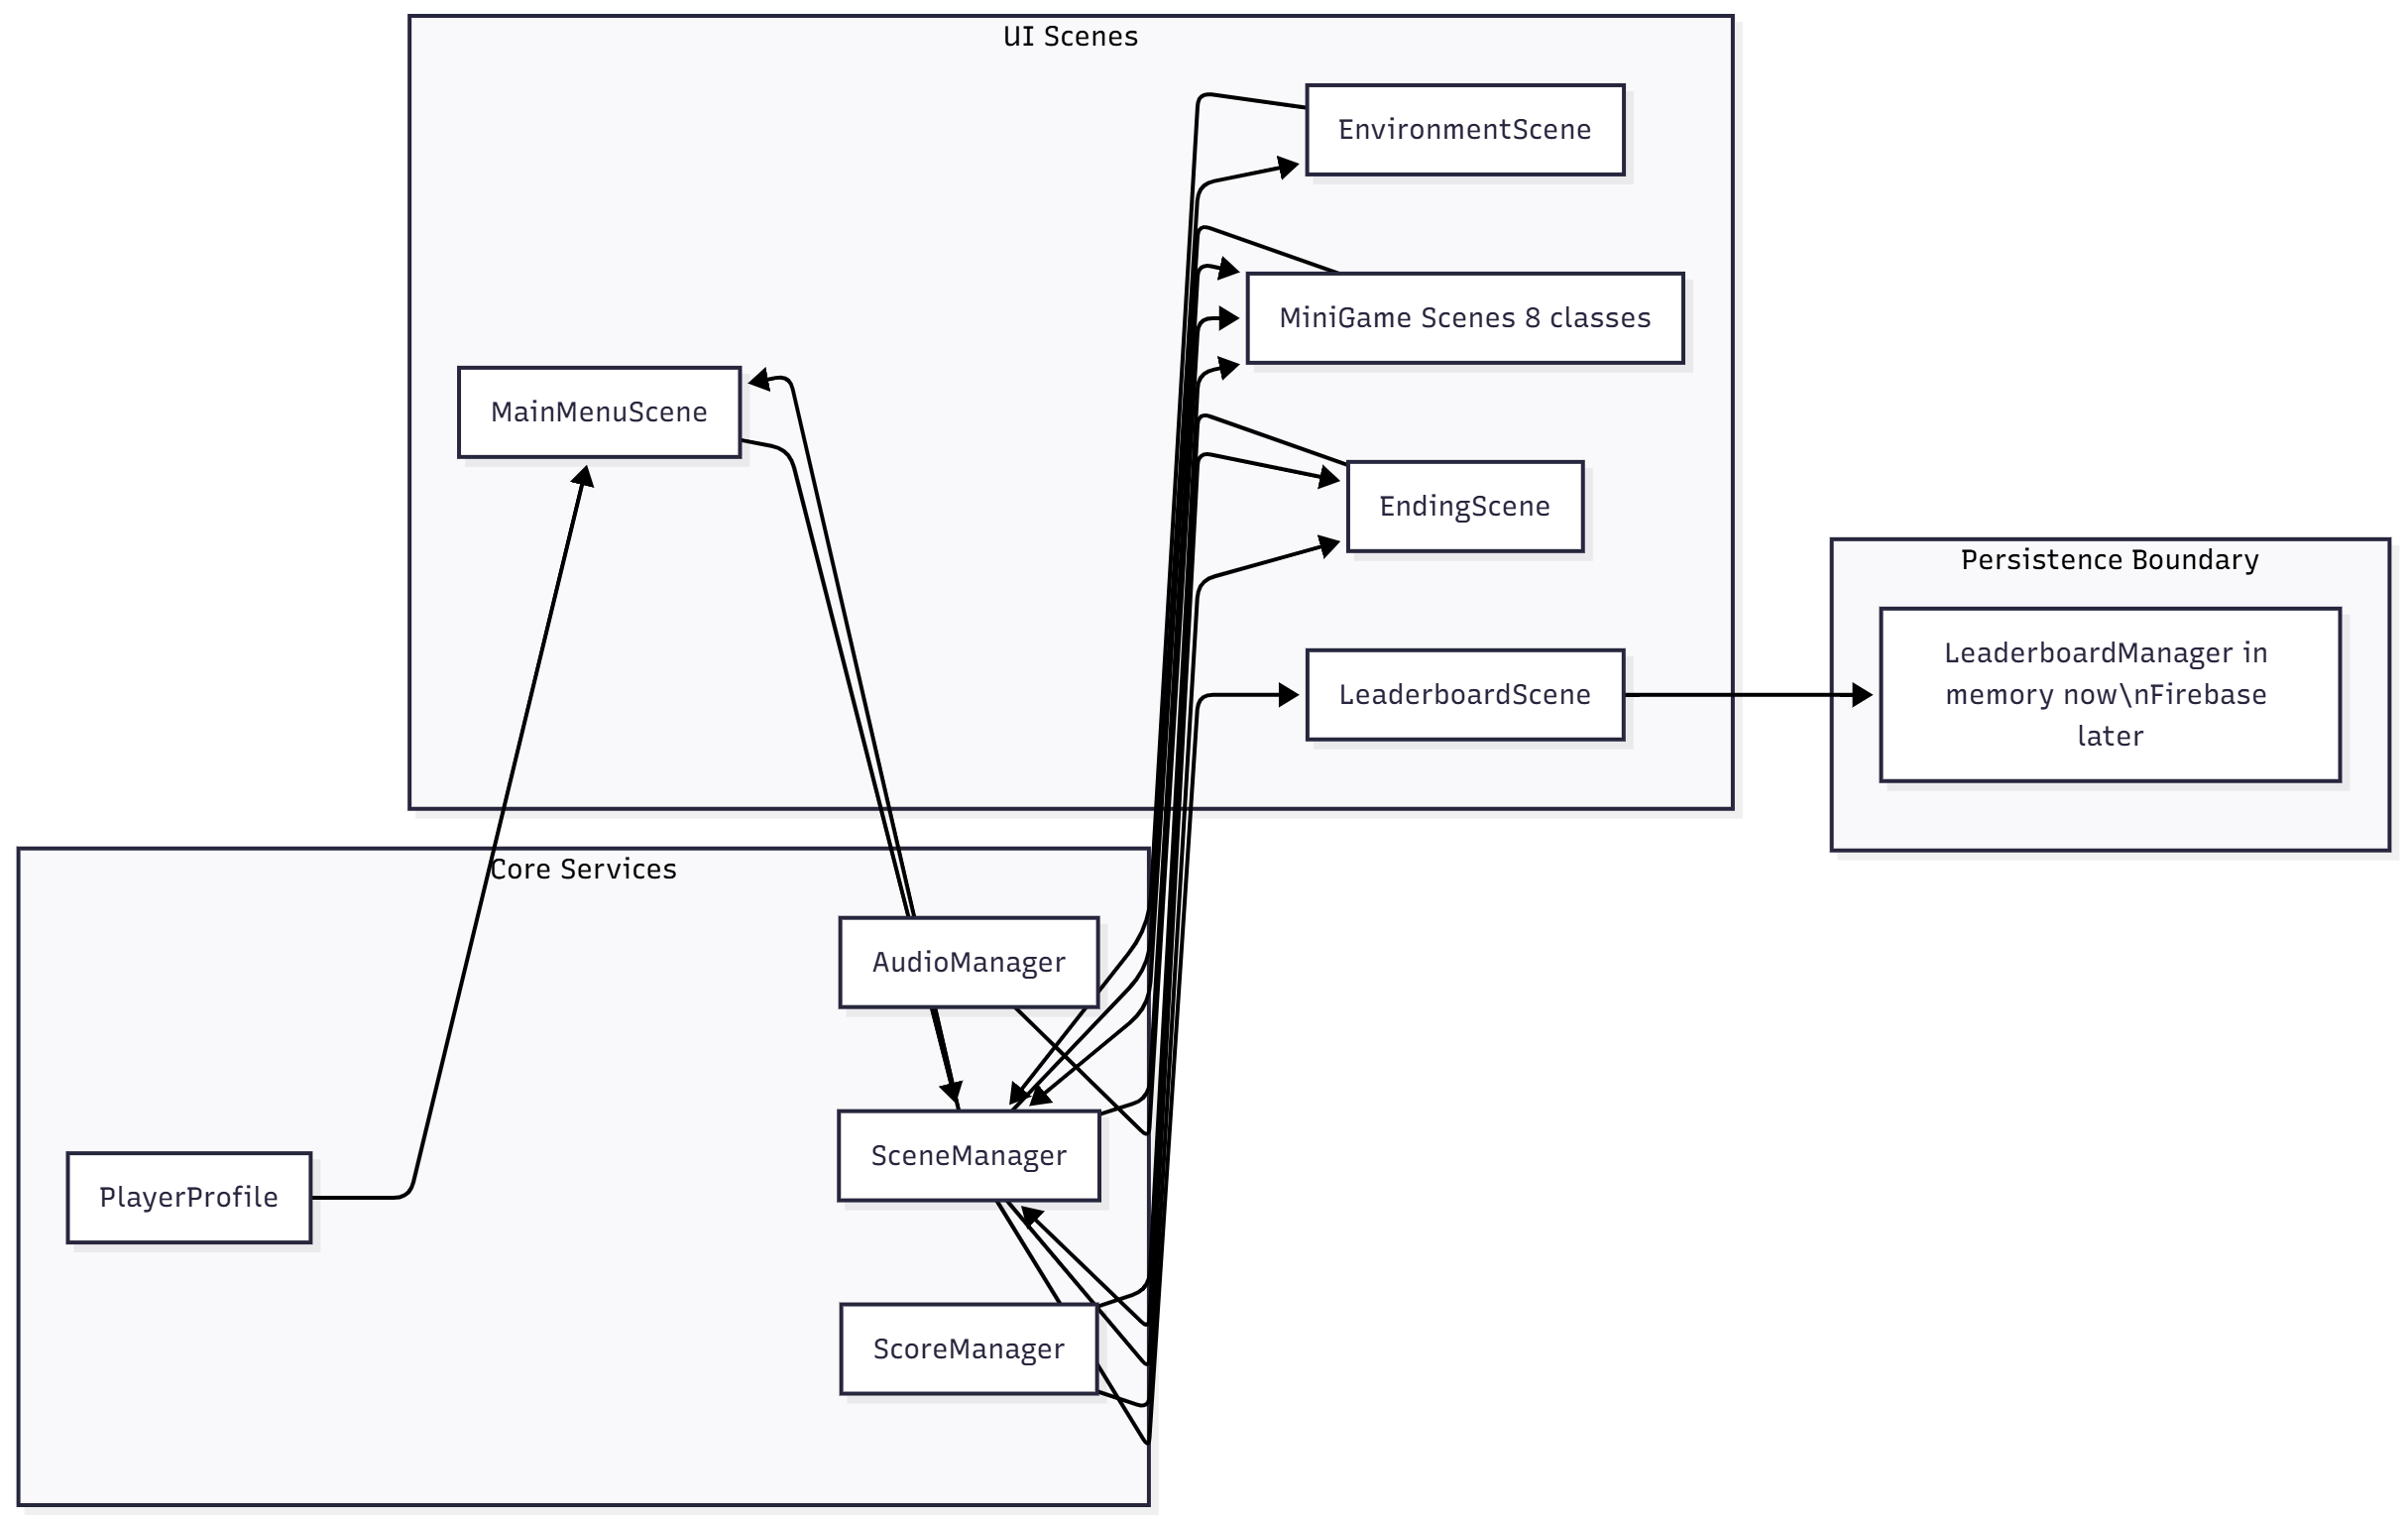 UI Scenes
EnvironmentScene
MiniGame Scenes 8 classes
MainMenuScene
EndingScene
LeaderboardScene
Persistence Boundary
LeaderboardManager in
memory now\nFirebase
later
Core Services
AudioManager
SceneManager
PlayerProfile
ScoreManager